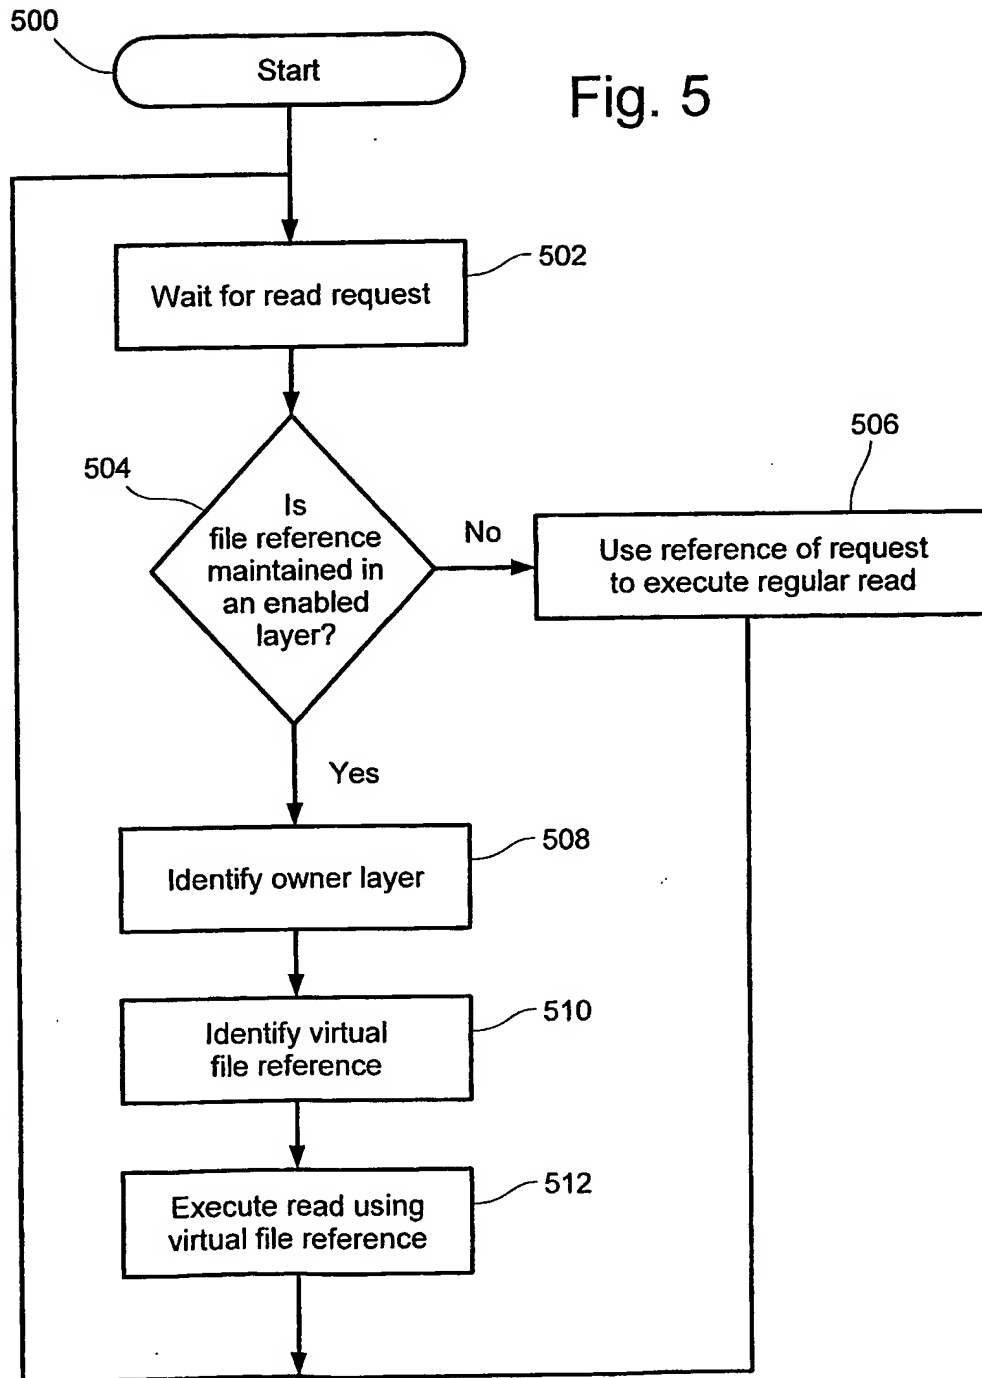 500
Start
Fig. 5
502
Wait for read request
504
Is
file reference
maintained in
an enabled
layer?
No
506
Use reference of request
to execute regular read
Yes
508
Identify owner layer
510
Identify virtual
file reference
512
Execute read using
virtual file reference